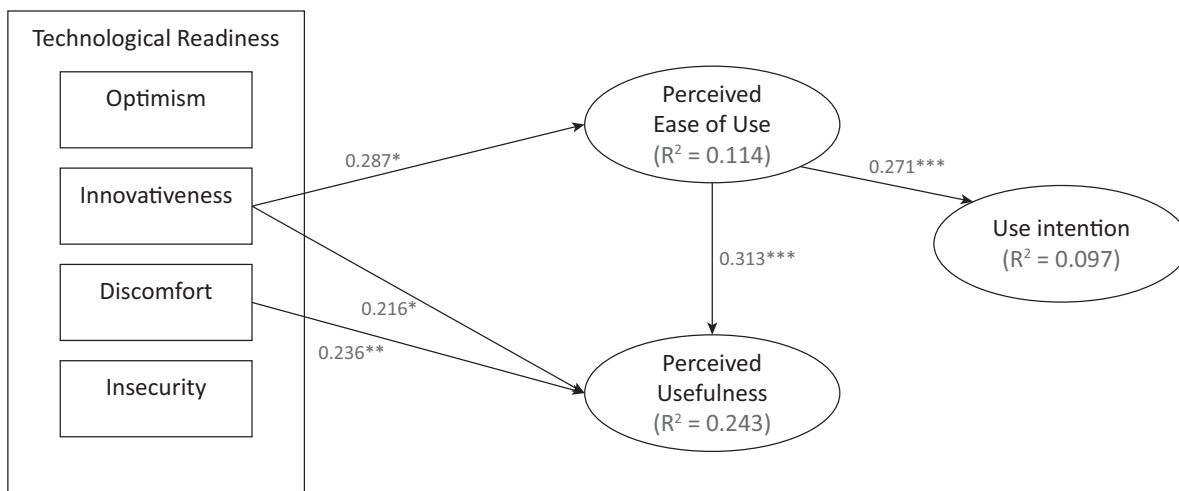 Technological Readiness
Optimism
Innovativeness
Discomfort
Insecurity
0.287*
0.216*
0.236**
Perceived
Ease of Use
(R² = 0.114)
0.271***
0.313***
Use intention
(R² = 0.097)
Perceived
Usefulness
(R² = 0.243)